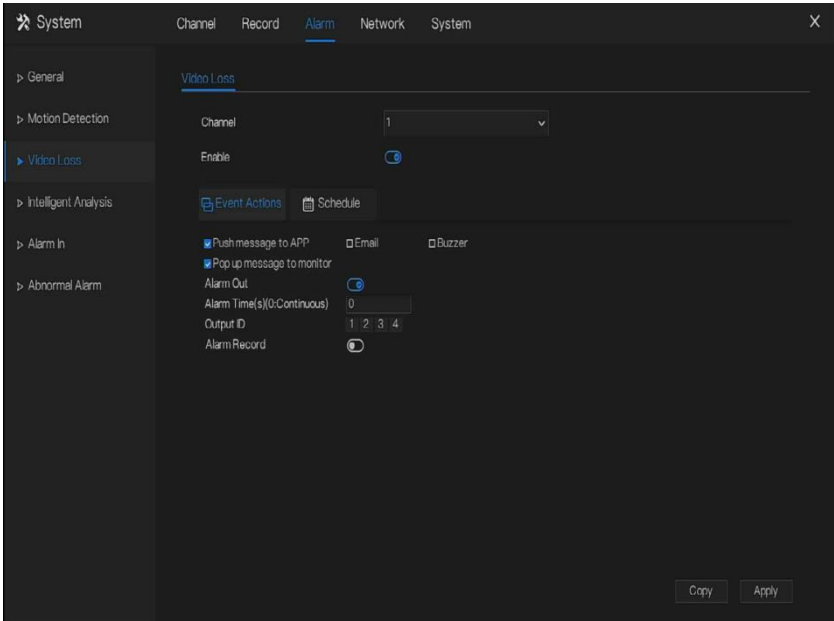 System
Channel Record Alarm Network System X
General
Motion Detection
Video Loss
Intelligent Analysis
Alarm In
Abnormal Alarm
Video Loss
Channel 1
Enable
Event Actions Schedule
Push message to APP Email Buzzer
Pop up message to monitor
Alarm Out
Alarm Time(s)(0:Continuous) 0
Output ID 1 2 3 4
Alarm Record
Copy Apply